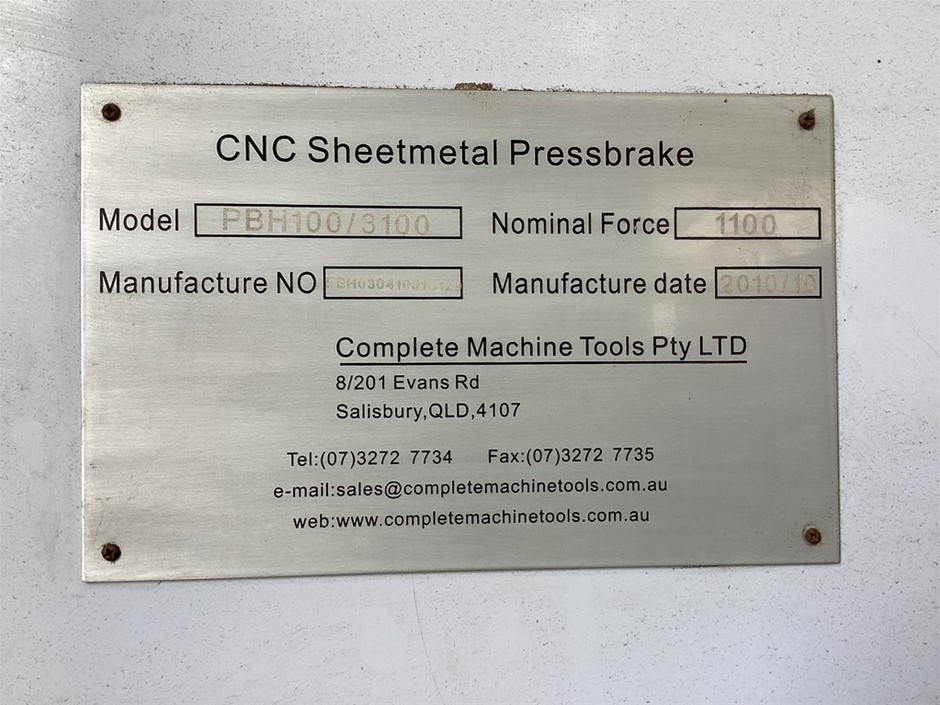 CNC Sheetmetal Pressbrake
Model PBH100/3100 Nominal Force 1100
Manufacture NO Manufacture date 2010/10
Complete Machine Tools Pty LTD
8/201 Evans Rd
Salisbury,QLD,4107
Tel:(07)3272 7734 Fax:(07)3272 7735
e-mail:sales@completemachinetools.com.au
web:www.completemachinetools.com.au